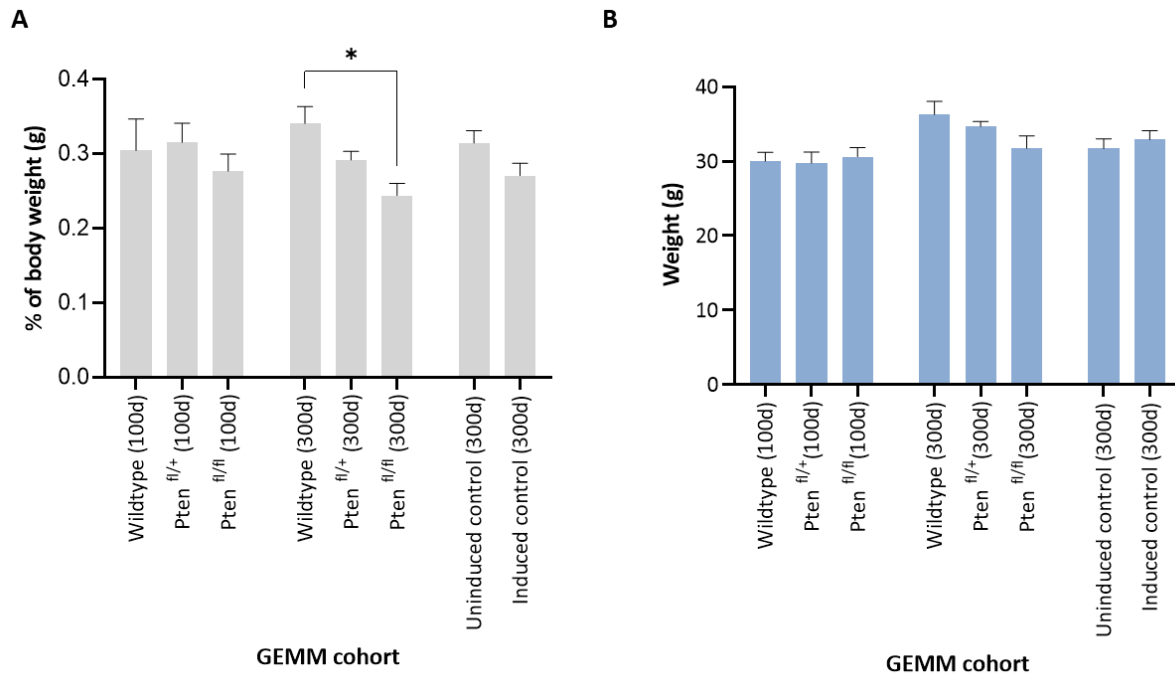 A
% of body weight (g)
0.4
0.3
0.2
0.1
0.0
*
Wildtype (100d)
Pten fl/+ (100d)
Pten fl/fl (100d)
Wildtype (300d)
Pten fl/+ (300d)
Pten fl/fl (300d)
Uninduced control (300d)
Induced control (300d)
GEMM cohort
B
Weight (g)
40
30
20
10
0
Wildtype (100d)
Pten fl/+ (100d)
Pten fl/fl (100d)
Wildtype (300d)
Pten fl/+ (300d)
Pten fl/fl (300d)
Uninduced control (300d)
Induced control (300d)
GEMM cohort